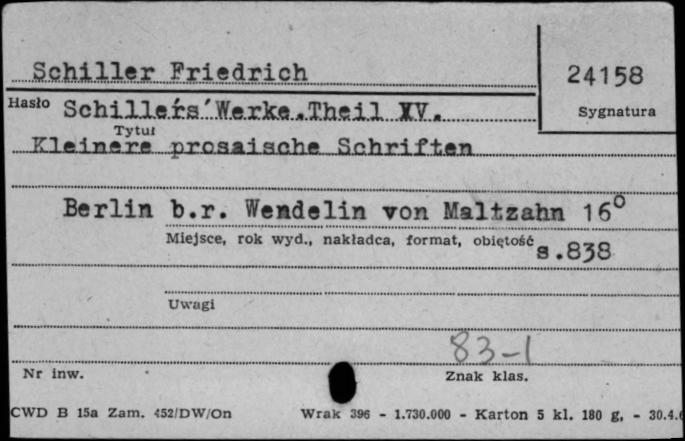 Schiller Friedrich
24158
Hasło
Sygnatura
Schillers' Werke. Theil XV.
Tytuł
Kleinere prosaische Schriften
Berlin b.r. Wendelin von Maltzahn 16°
Miejsce, rok wyd., nakładca, format, objętość
s.838
Uwagi
83-1
Nr inw.
Znak klas.
CWD B 15a Zam. 452/DW/On Wrak 396 - 1.730.000 - Karton 5 kl. 180 g, - 30.4.6